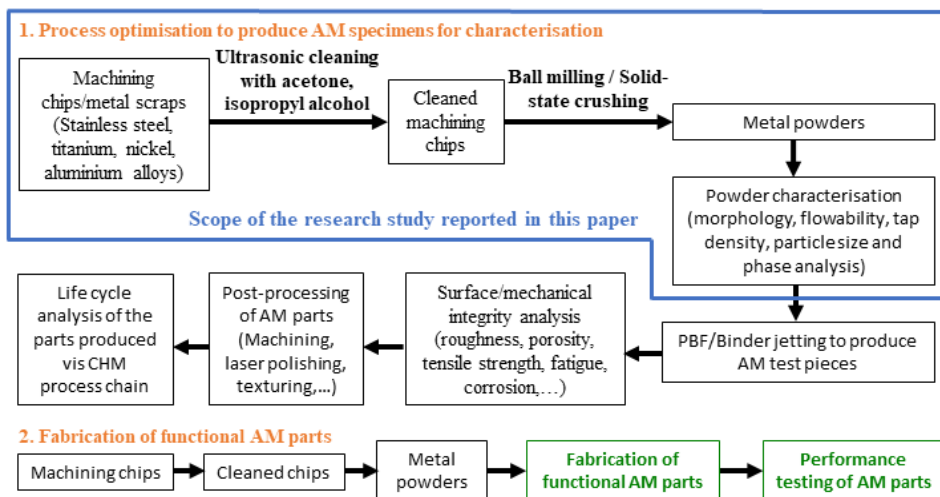 1. Process optimisation to produce AM specimens for characterisation
Machining
chips/metal scraps
(Stainless steel,
titanium, nickel,
aluminium alloys)
Ultrasonic cleaning
with acetone,
isopropyl alcohol
Cleaned
machining
chips
Ball milling / Solid-
state crushing
Metal powders
Powder characterisation
(morphology, flowability, tap
density, particle size and
phase analysis)
Scope of the research study reported in this paper
PBF/Binder jetting to produce
AM test pieces
Surface/mechanical
integrity analysis
(roughness, porosity,
tensile strength, fatigue,
corrosion,...)
Post-processing
of AM parts
(Machining,
laser polishing,
texturing,...)
Life cycle
analysis of the
parts produced
vis CHM
process chain
2. Fabrication of functional AM parts
Machining chips
Cleaned chips
Metal
powders
Fabrication of
functional AM parts
Performance
testing of AM parts